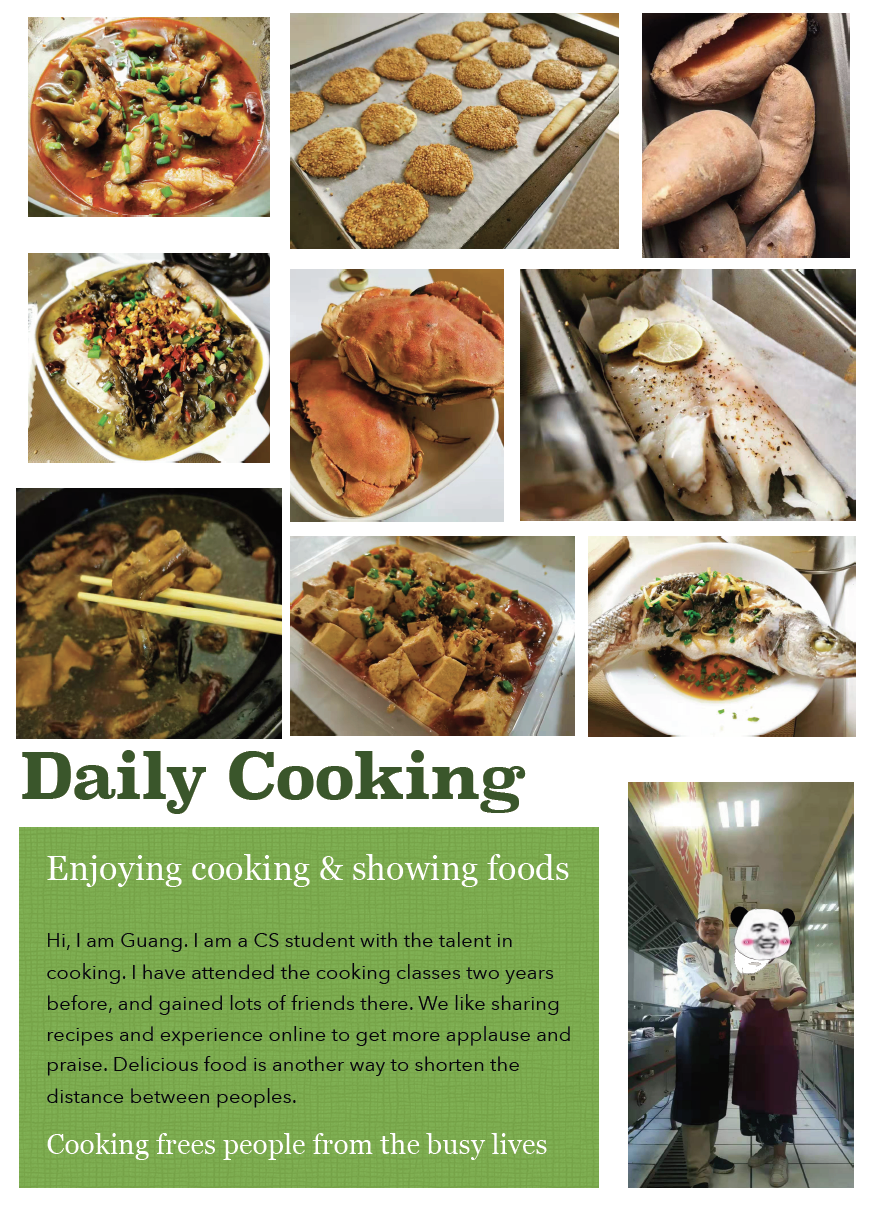 Daily Cooking
Enjoying cooking & showing foods
Hi, I am Guang. I am a CS student with the talent in
cooking. I have attended the cooking classes two years
before, and gained lots of friends there. We like sharing
recipes and experience online to get more applause and
praise. Delicious food is another way to shorten the
distance between peoples.
Cooking frees people from the busy lives